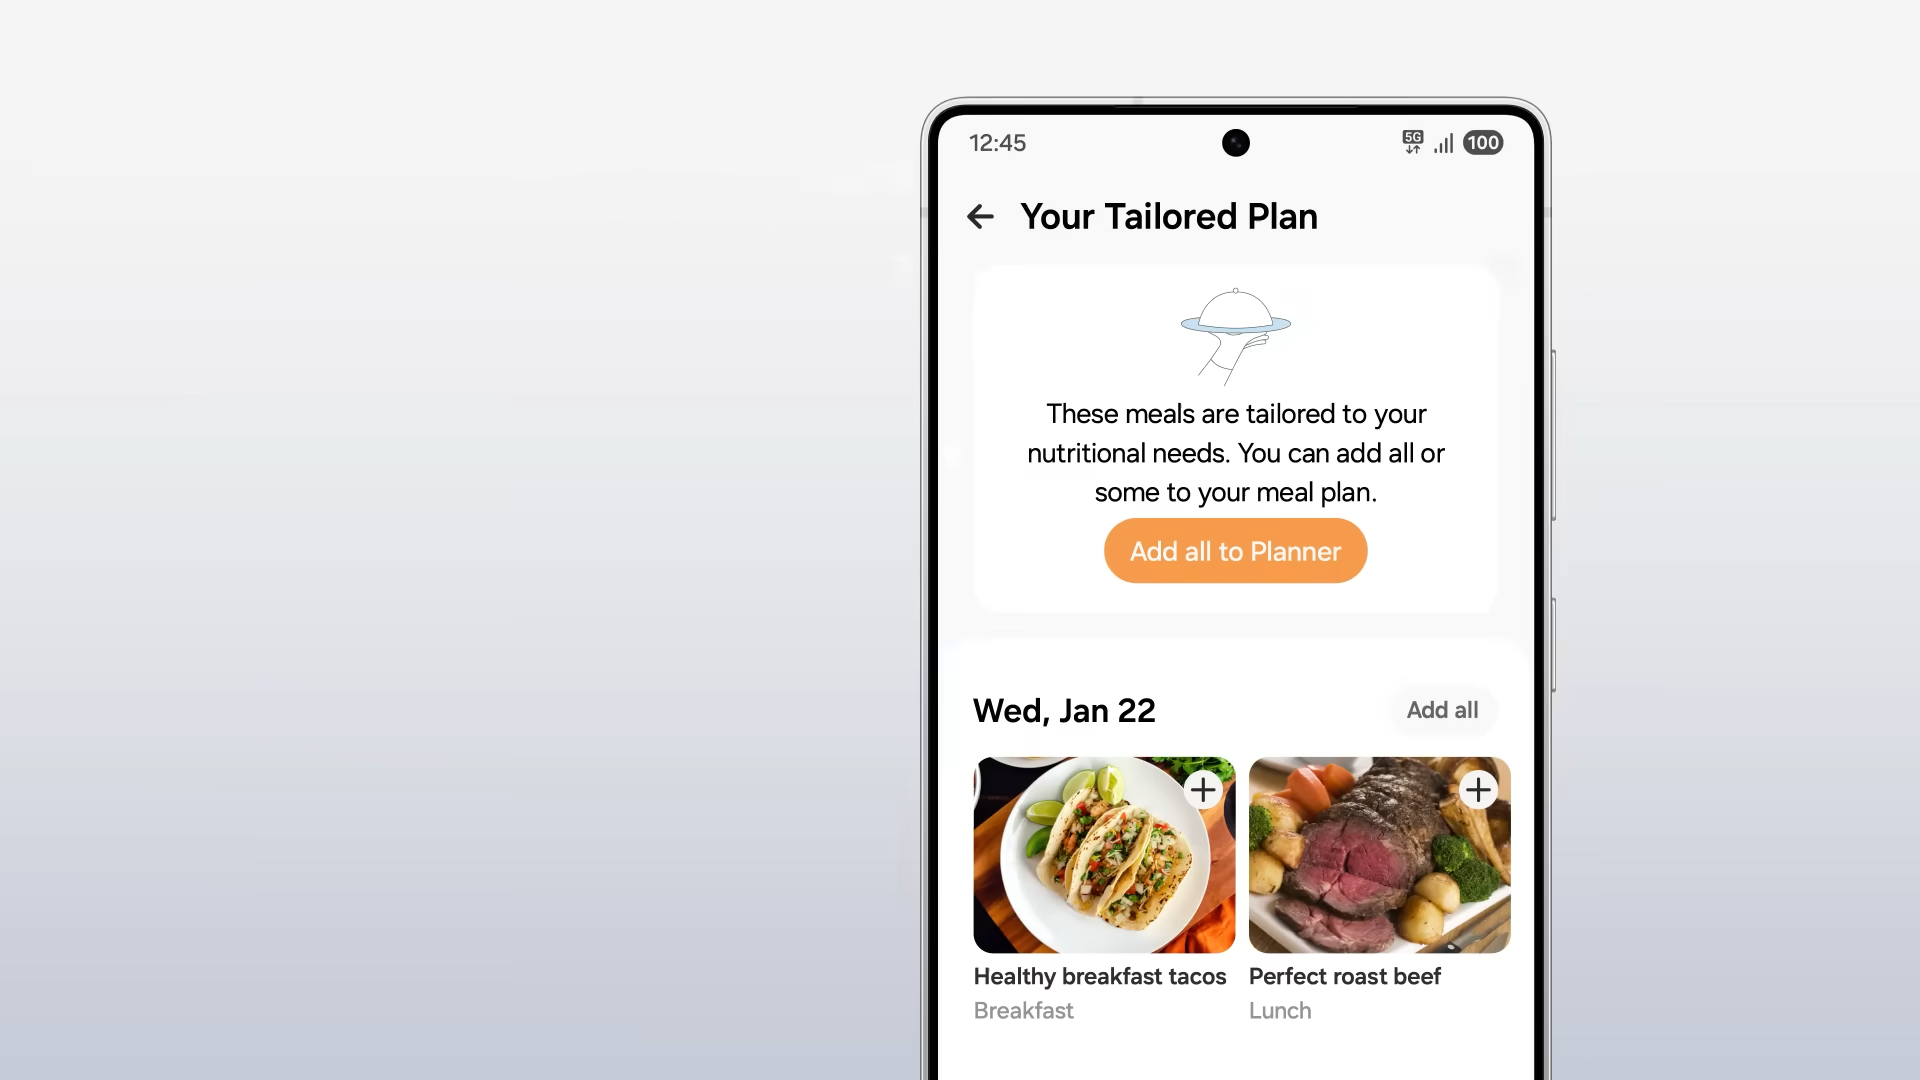 12:45
5G
100
Your Tailored Plan
These meals are tailored to your
nutritional needs. You can add all or
some to your meal plan.
Add all to Planner
Wed, Jan 22
Add all
Healthy breakfast tacos
Breakfast
Perfect roast beef
Lunch